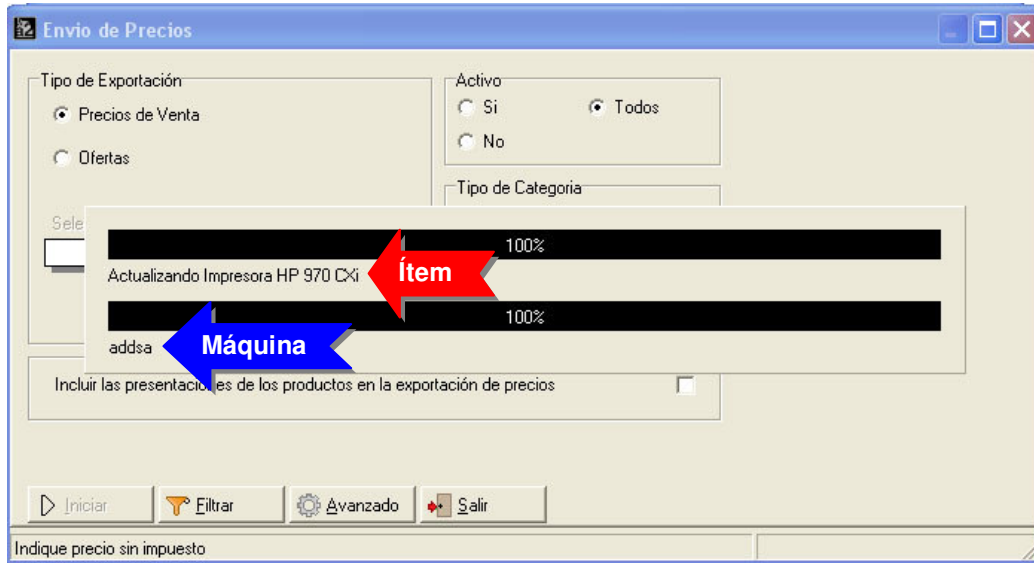 Envio de Precios
Tipo de Exportación
Activo
Precios de Venta
Si
Todos
No
Ofertas
Tipo de Categoria
Sele
100%
Actualizando Impresora HP 970 CXi
Ítem
100%
addsa
Máquina
Incluir las presentaciones de los productos en la exportación de precios
Iniciar
Filtrar
Avanzado
Salir
Indique precio sin impuesto